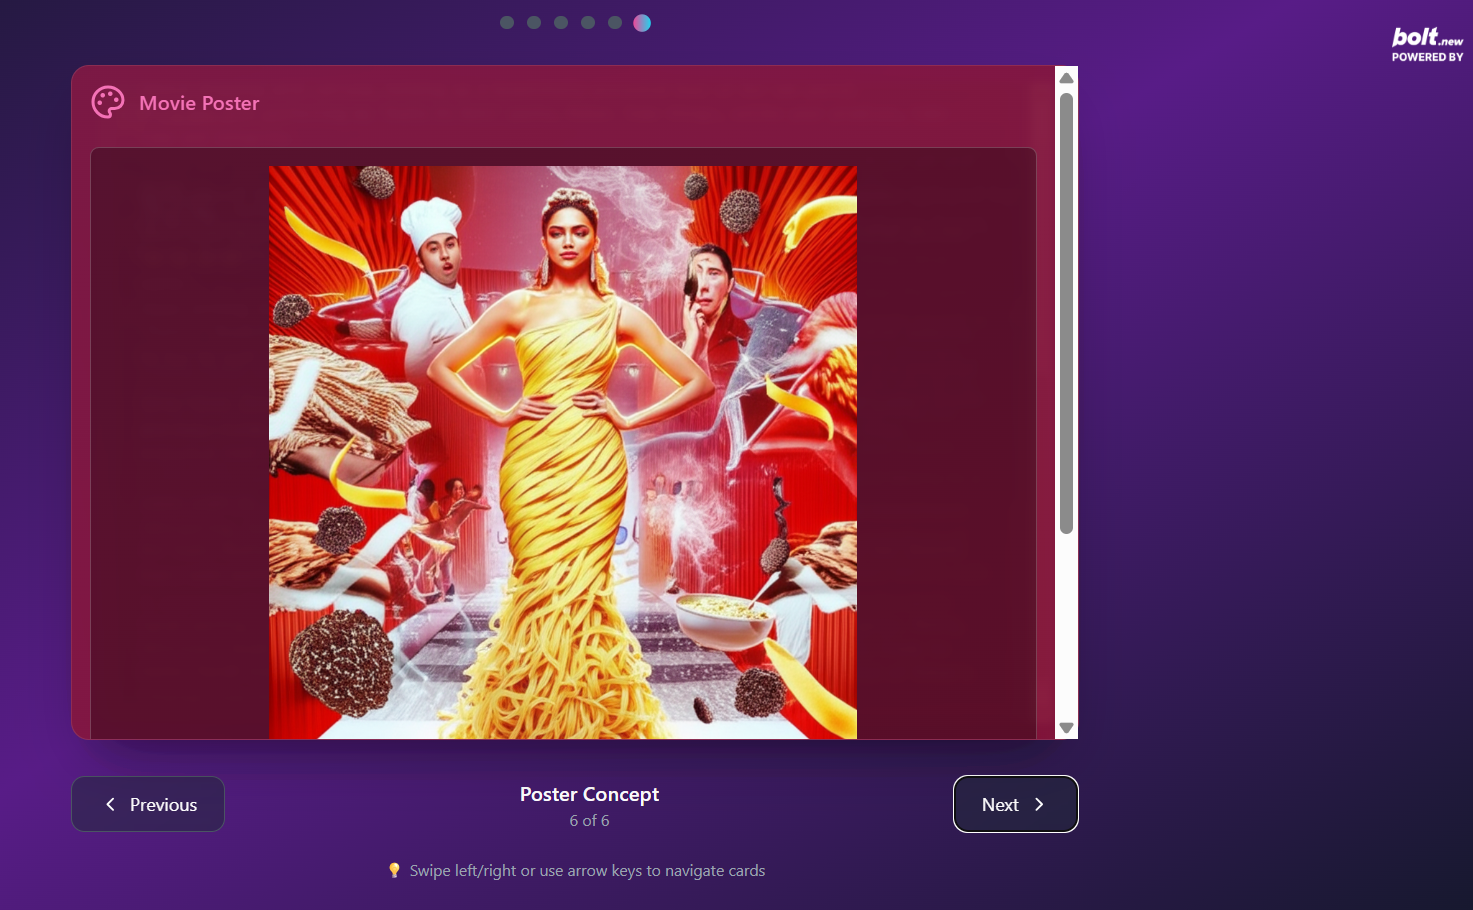 bolt.new
POWERED BY
Movie Poster
Previous
Poster Concept
6 of 6
Next
Swipe left/right or use arrow keys to navigate cards